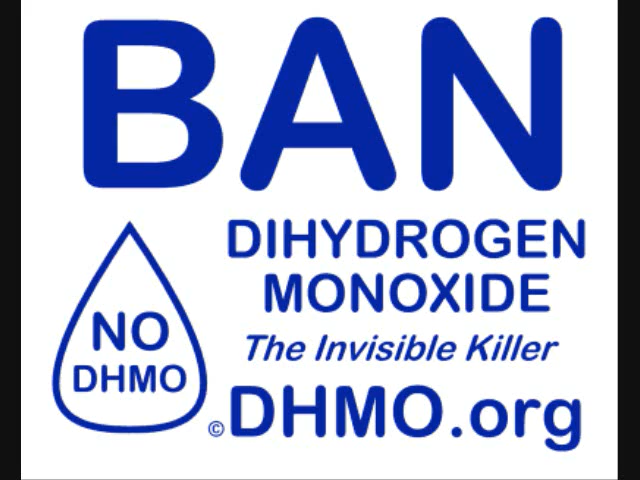 BAN
DIHYDROGEN
MONOXIDE
The Invisible Killer
NO
DHMO
©DHMO.org